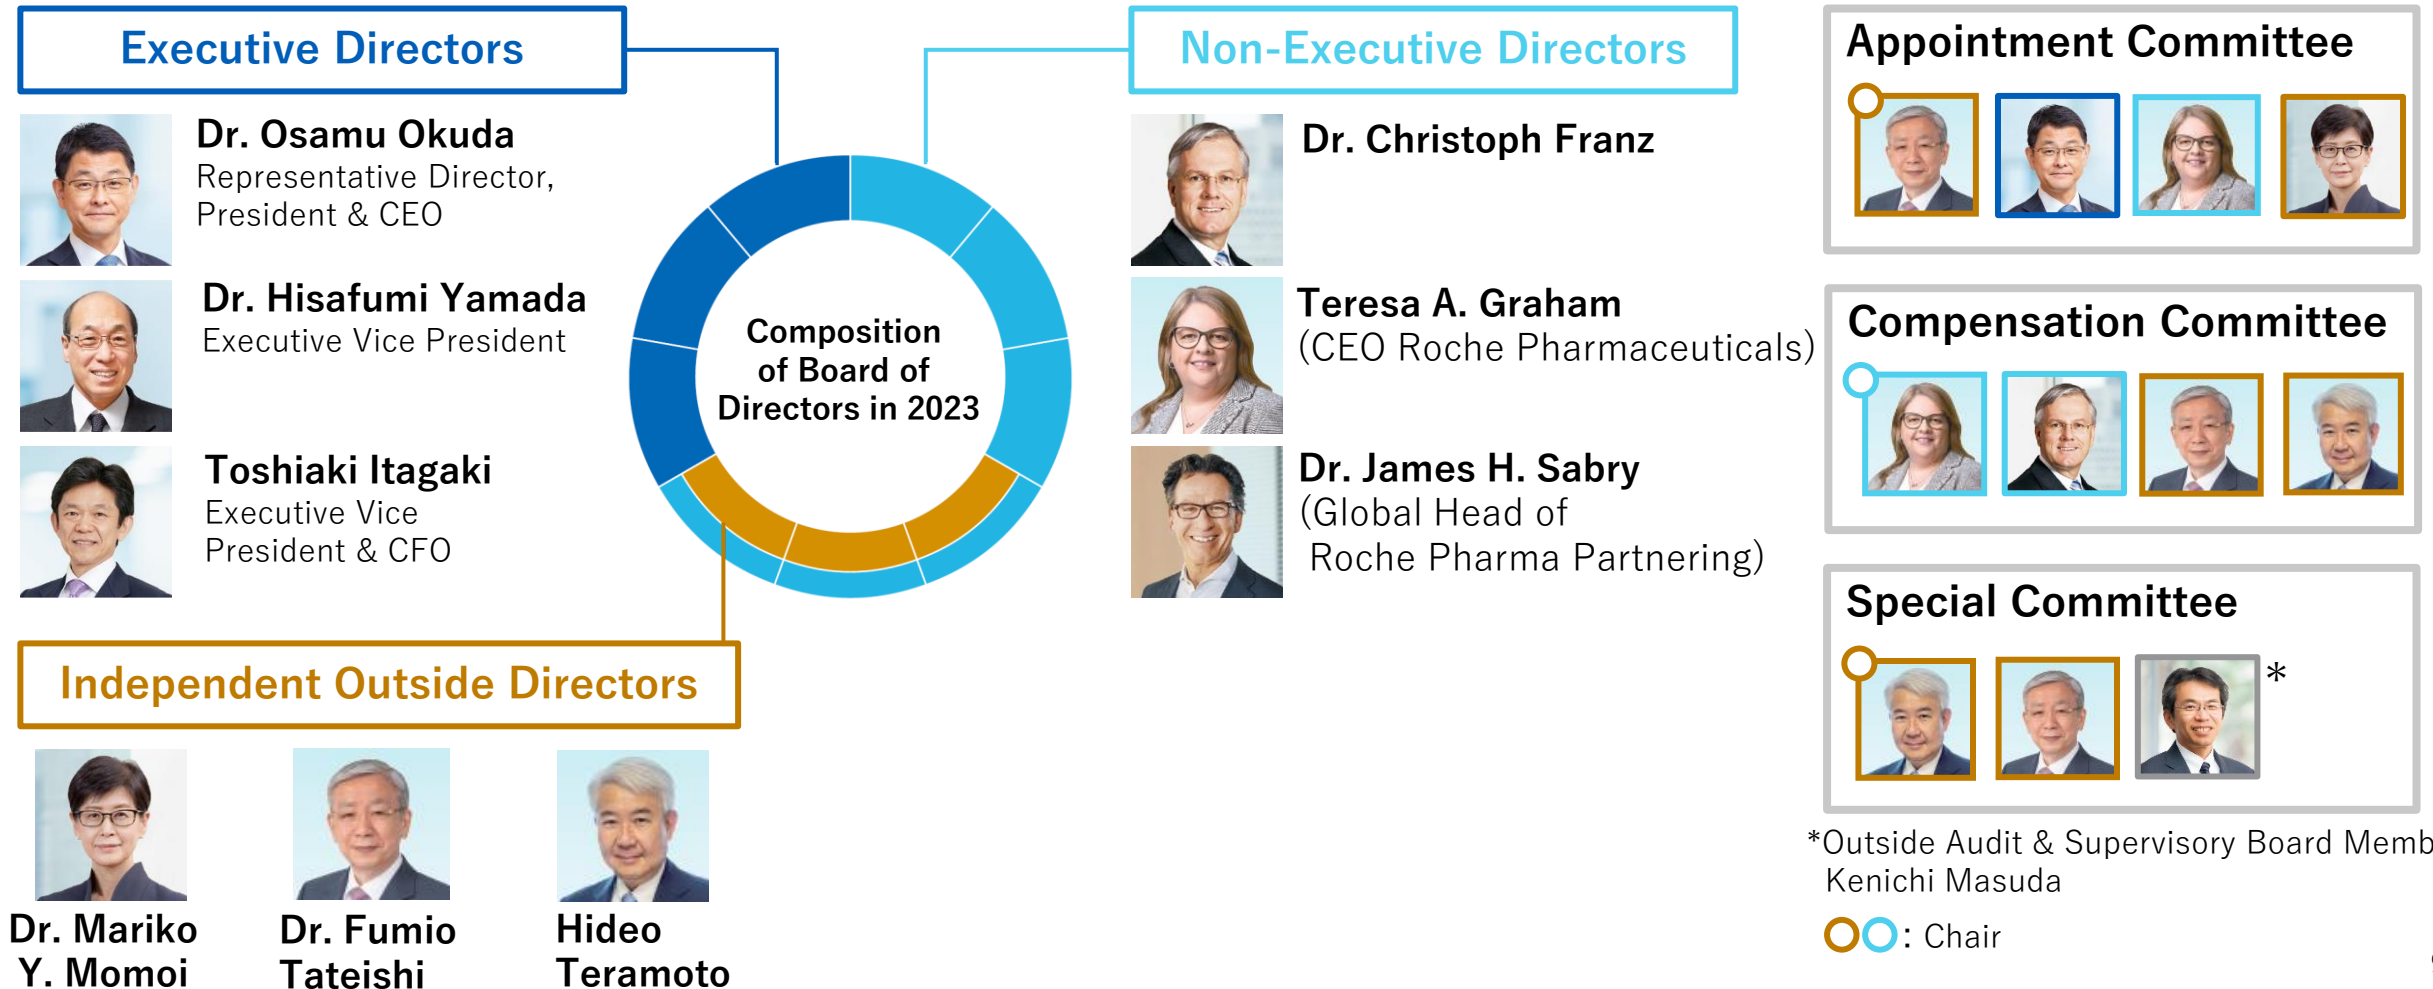 Executive Directors
Dr. Osamu Okuda
Representative Director,
President & CEO
Dr. Hisafumi Yamada
Executive Vice President
Toshiaki Itagaki
Executive Vice
President & CFO
Composition
of Board of
Directors in 2023
Non-Executive Directors
Dr. Christoph Franz
Teresa A. Graham
(CEO Roche Pharmaceuticals)
Dr. James H. Sabry
(Global Head of
Roche Pharma Partnering)
Independent Outside Directors
Dr. Mariko
Y. Momoi
Dr. Fumio
Tateishi
Hideo
Teramoto
Appointment Committee
Compensation Committee
Special Committee
*
*Outside Audit & Supervisory Board Memb
Kenichi Masuda
: Chair